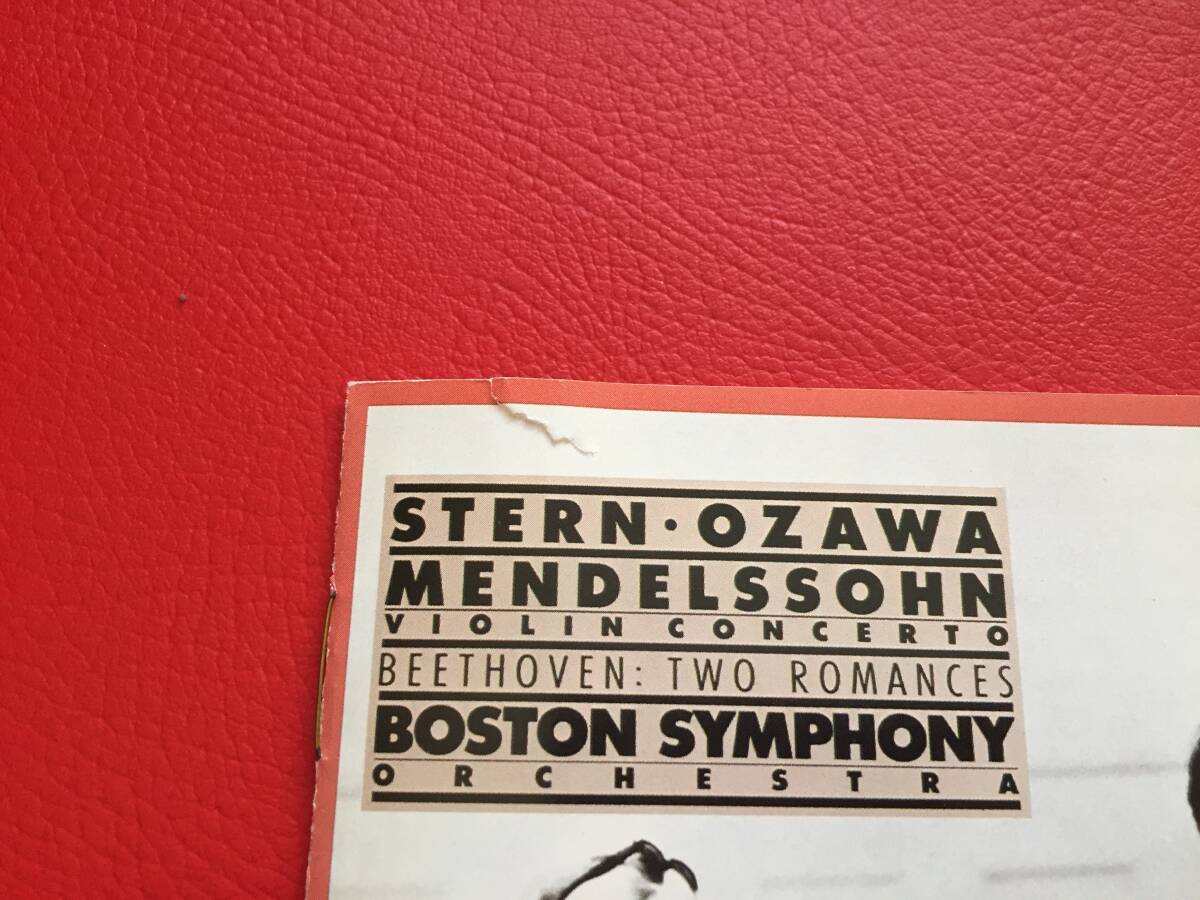 STERN·OZAWA
MENDELSSOHN
VIOLIN CONCERTO
BEETHOVEN: TWO ROMANCES
BOSTON SYMPHONY
ORCHESTRA